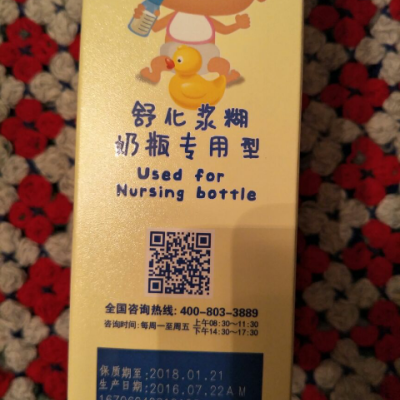 舒化浆糊
奶瓶专用型
Used for
Nursing bottle
全国咨询热线: 400-803-3889
咨询时间: 每周一至周五 上午08:30～11:30
下午14:30～17:30
保质期至:2018.01.21
生产日期:2016.07.22A.M